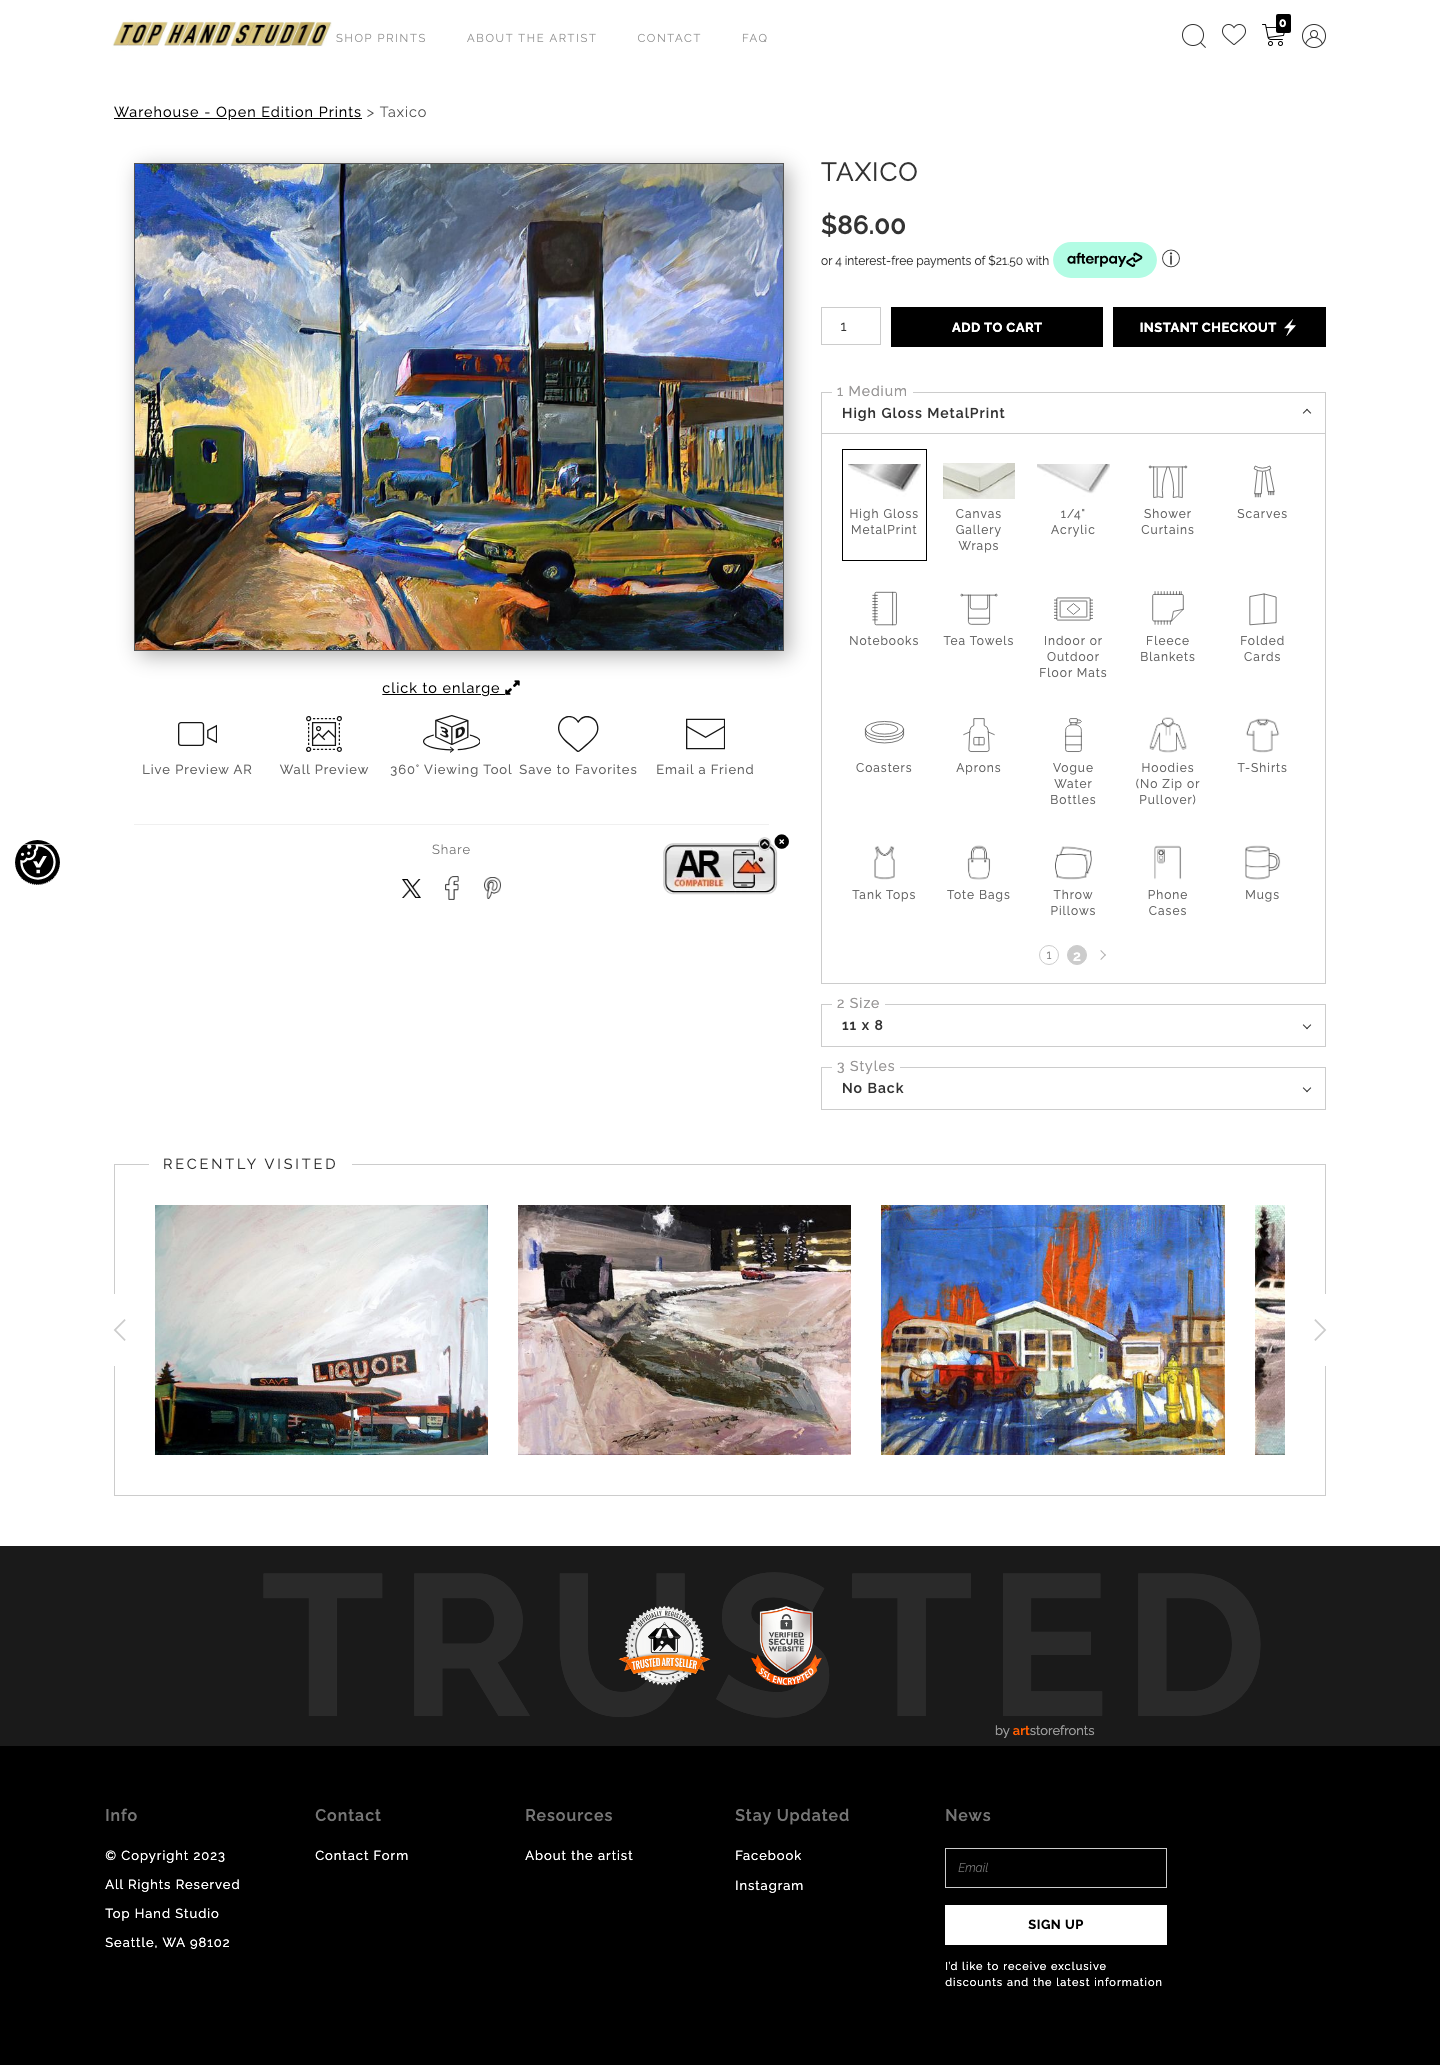 TOP HAND STUD10
SHOP PRINTS
ABOUT THE ARTIST
CONTACT
FAQ
0
Warehouse - Open Edition Prints > Taxico
TAXICO
$86.00
or 4 interest-free payments of $21.50 with afterpay
1
ADD TO CART
INSTANT CHECKOUT
1 Medium
High Gloss MetalPrint
High Gloss
MetalPrint
Canvas
Gallery
Wraps
1/4"
Acrylic
Shower
Curtains
Scarves
Notebooks
Tea Towels
Indoor or
Outdoor
Floor Mats
Fleece
Blankets
Folded
Cards
Coasters
Aprons
Vogue
Water
Bottles
Hoodies
(No Zip or
Pullover)
T-Shirts
Tank Tops
Tote Bags
Throw
Pillows
Phone
Cases
Mugs
1
2
2 Size
11 x 8
3 Styles
No Back
click to enlarge
3D
Live Preview AR
Wall Preview
360° Viewing Tool
Save to Favorites
Email a Friend
Share
AR
COMPATIBLE
RECENTLY VISITED
LIQUOR
TRUSTED
OFFICIALLY REGISTERED
TRUSTED ART SELLER
VERIFIED
SECURE
WEBSITE
SSL ENCRYPTED
by artstorefronts
Info
© Copyright 2023
All Rights Reserved
Top Hand Studio
Seattle, WA 98102
Contact
Contact Form
Resources
About the artist
Stay Updated
Facebook
Instagram
News
Email
SIGN UP
I'd like to receive exclusive
discounts and the latest information